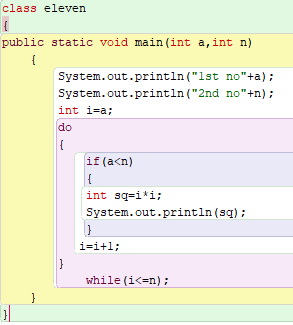 class eleven
{
public static void main(int a,int n)
{
System.out.println("1st no"+a);
System.out.println("2nd no"+n);
int i=a;
do
{
if(a<n)
{
int sq=i*i;
System.out.println(sq);
}
i=i+1;
}
while(i<=n);
}
}